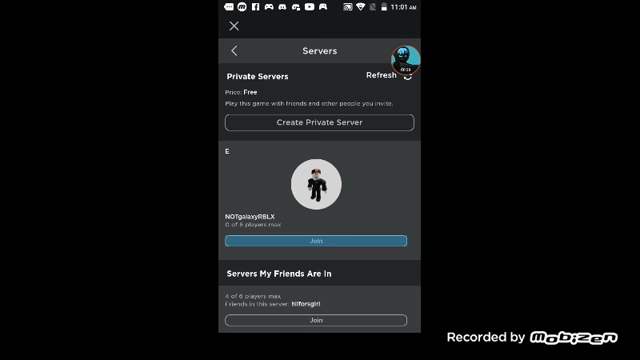 11:01 AM
Servers
Private Servers
Refresh
Price: Free
Play this game with friends and other people you invite.
Create Private Server
E
NOTgalaxyRBLX
0 of 6 players max
Join
Servers My Friends Are In
4 of 6 players max
Friends in this server: hiiforsgirl
Join
Recorded by Mobizen